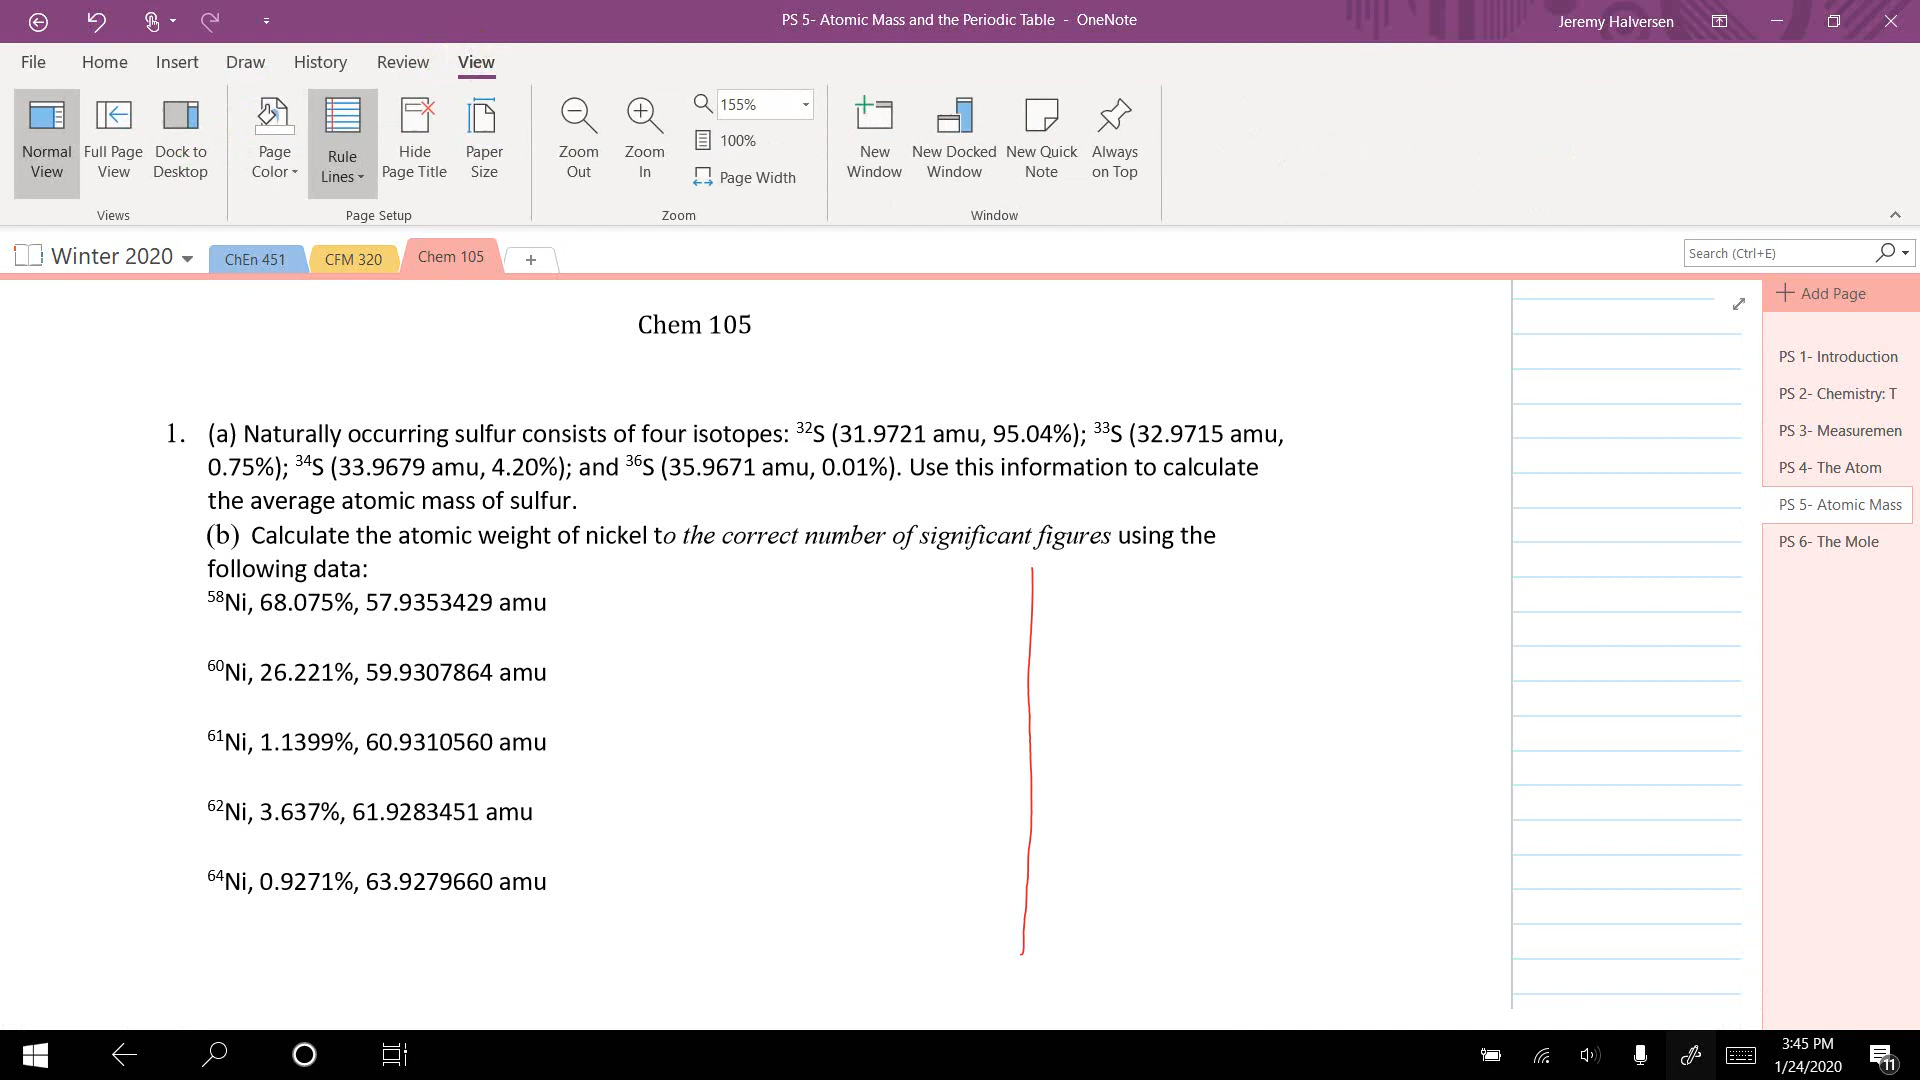 PS 5- Atomic Mass and the Periodic Table - OneNote
Jeremy Halversen
File Home Insert Draw History Review View
Normal View
Full Page View
Dock to Desktop
Views
Page Color
Rule Lines
Hide Page Title
Paper Size
Page Setup
Zoom Out
Zoom In
155%
100%
Page Width
Zoom
New Window
New Docked Window
New Quick Note
Always on Top
Window
Winter 2020
ChEn 451
CFM 320
Chem 105
+
Search (Ctrl+E)
Chem 105
1. (a) Naturally occurring sulfur consists of four isotopes: ³²S (31.9721 amu, 95.04%); ³³S (32.9715 amu,
0.75%); ³⁴S (33.9679 amu, 4.20%); and ³⁶S (35.9671 amu, 0.01%). Use this information to calculate
the average atomic mass of sulfur.
(b) Calculate the atomic weight of nickel to the correct number of significant figures using the
following data:
⁵⁸Ni, 68.075%, 57.9353429 amu
⁶⁰Ni, 26.221%, 59.9307864 amu
⁶¹Ni, 1.1399%, 60.9310560 amu
⁶²Ni, 3.637%, 61.9283451 amu
⁶⁴Ni, 0.9271%, 63.9279660 amu
Add Page
PS 1- Introduction
PS 2- Chemistry: T
PS 3- Measuremen
PS 4- The Atom
PS 5- Atomic Mass
PS 6- The Mole
3:45 PM
1/24/2020
11